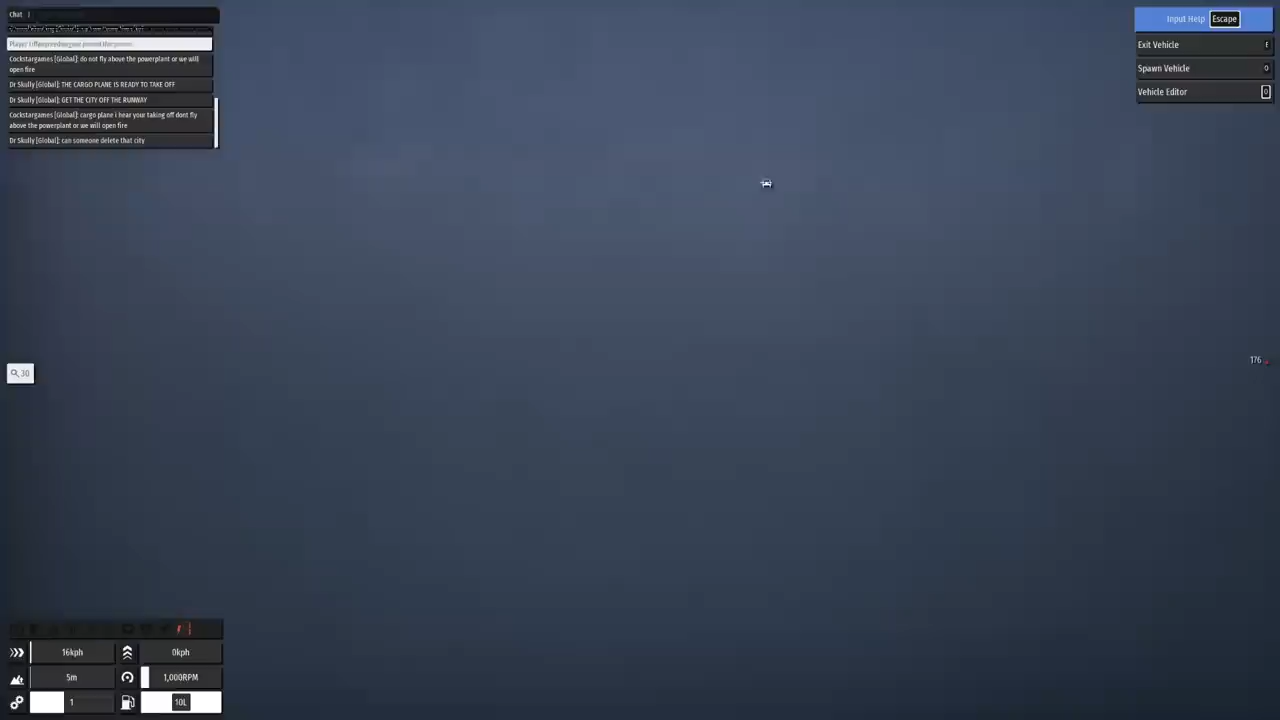 Chat
Input Help Escape
Exit Vehicle E
Spawn Vehicle O
Vehicle Editor O
Cockstargames [Global]: do not fly above the powerplant or we will
open fire
Dr Skully [Global]: THE CARGO PLANE IS READY TO TAKE OFF
Dr Skully [Global]: GET THE CITY OFF THE RUNWAY
Cockstargames [Global]: cargo plane i hear your taking off dont fly
above the powerplant or we will open fire
Dr Skully [Global]: can someone delete that city
176
30
16kph 0kph
5m 1,000RPM
1 10L